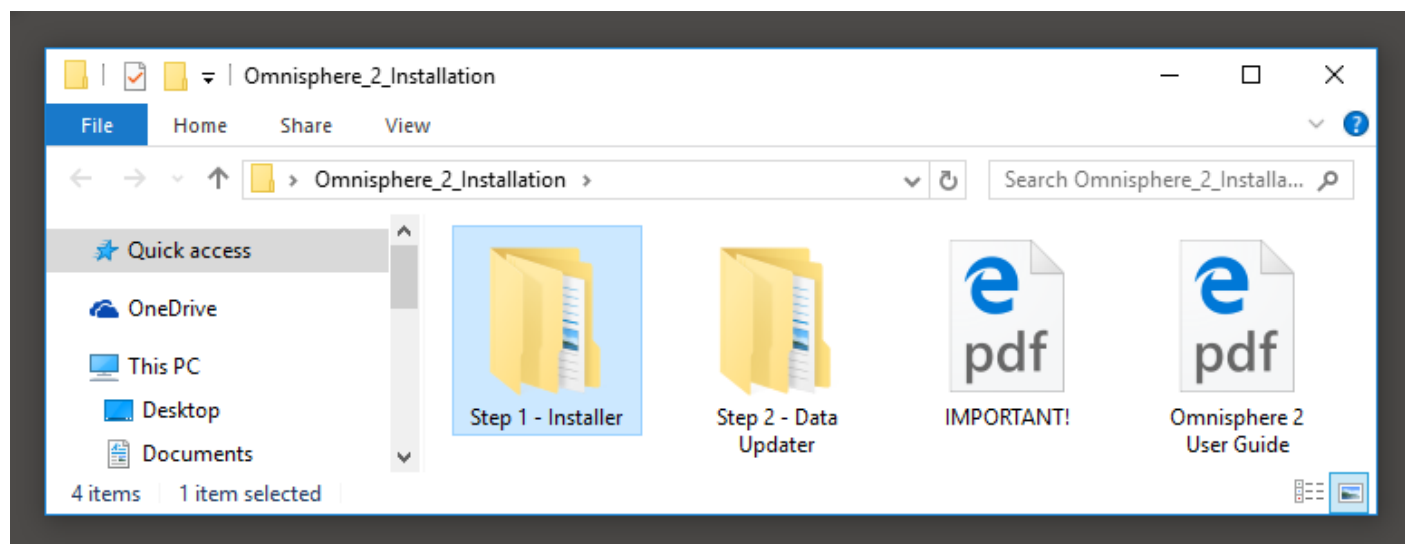 Omnisphere_2_Installation
File Home Share View
Omnisphere_2_Installation
Search Omnisphere_2_Installa...
Quick access
OneDrive
This PC
Desktop
Documents
Step 1 - Installer
Step 2 - Data
Updater
pdf
IMPORTANT!
pdf
Omnisphere 2
User Guide
4 items 1 item selected